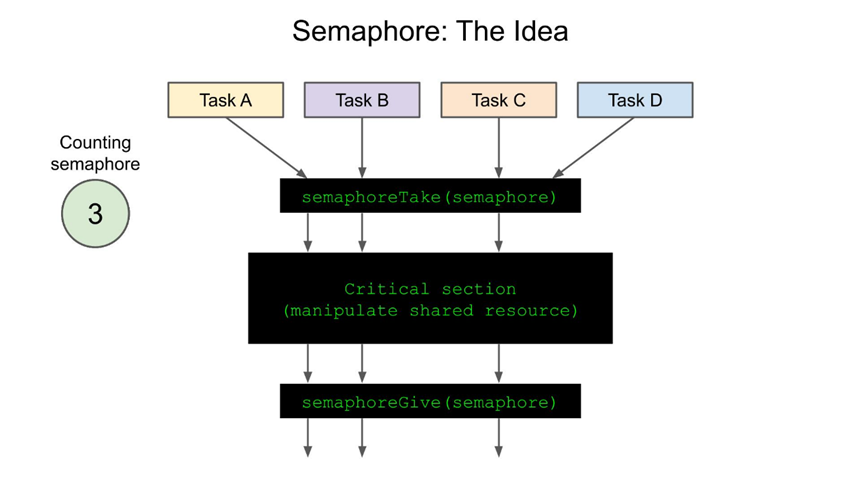 Semaphore: The Idea
Task A
Task B
Task C
Task D
Counting
semaphore
3
semaphoreTake(semaphore)
Critical section
(manipulate shared resource)
semaphoreGive(semaphore)